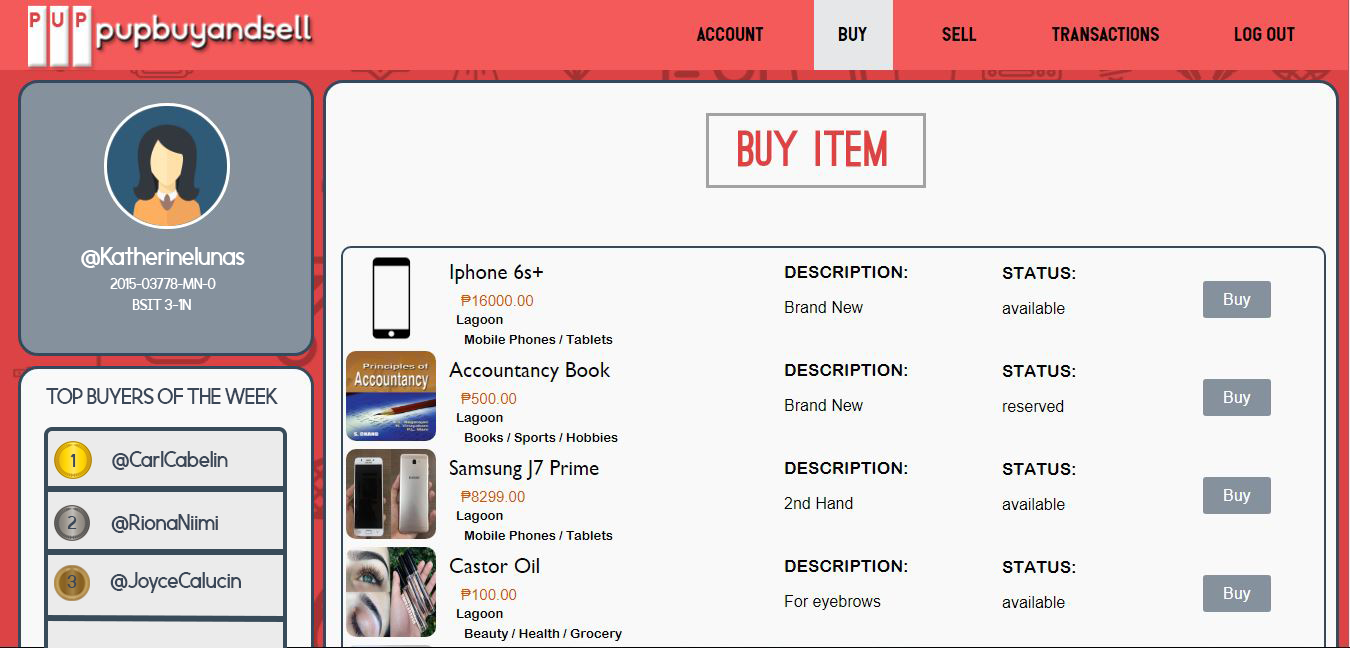 PUP pupbuyandsell
ACCOUNT
BUY
SELL
TRANSACTIONS
LOG OUT
@Katherinelunas
2015-03778-MN-0
BSIT 3-1N
TOP BUYERS OF THE WEEK
1 @CarlCabelin
2 @RionaNiimi
3 @JoyceCalucin
BUY ITEM
Iphone 6s+
₱16000.00
Lagoon
Mobile Phones / Tablets
DESCRIPTION:
Brand New
STATUS:
available
Buy
Principles of
Accountancy
S. CHAND
Accountancy Book
₱500.00
Lagoon
Books / Sports / Hobbies
DESCRIPTION:
Brand New
STATUS:
reserved
Buy
Samsung J7 Prime
₱8299.00
Lagoon
Mobile Phones / Tablets
DESCRIPTION:
2nd Hand
STATUS:
available
Buy
Castor Oil
₱100.00
Lagoon
Beauty / Health / Grocery
DESCRIPTION:
For eyebrows
STATUS:
available
Buy